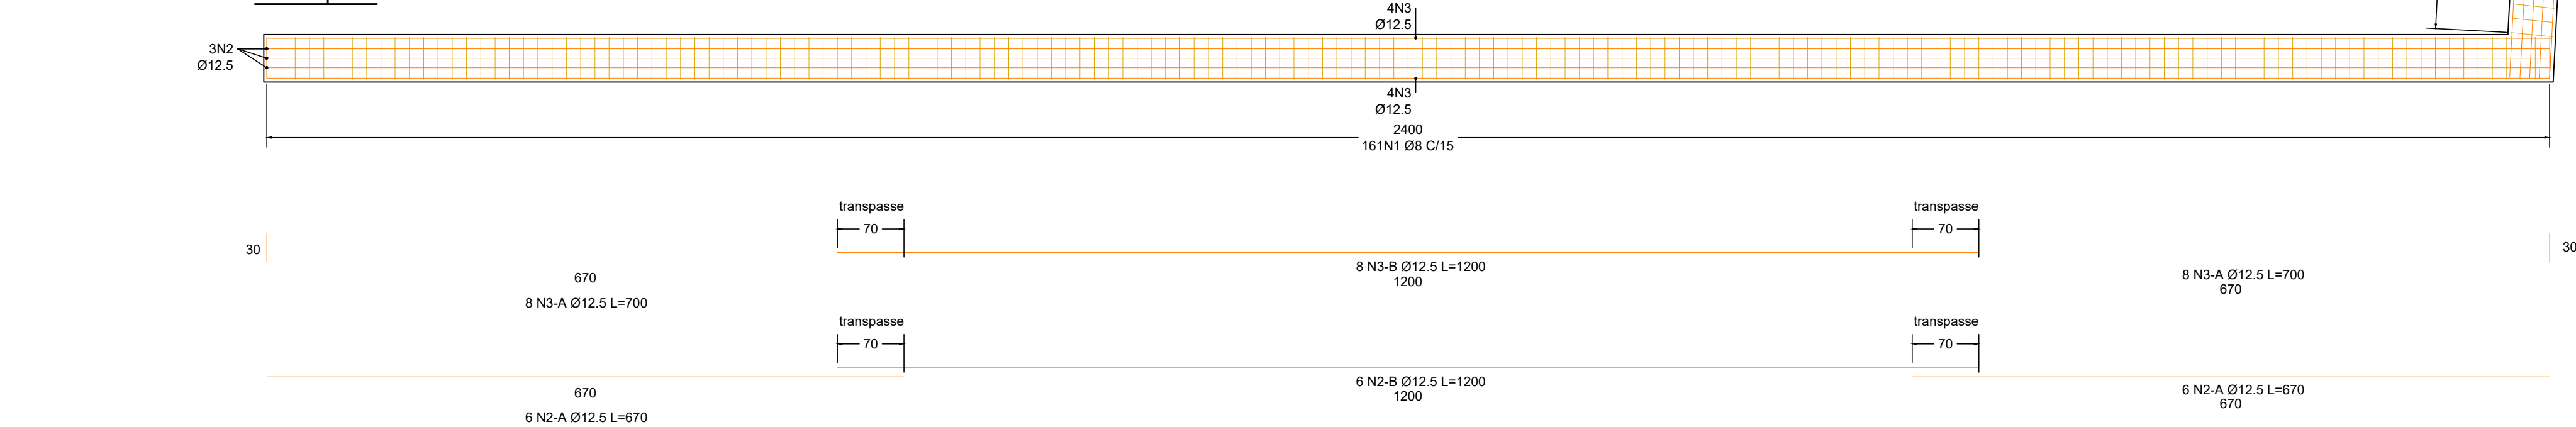 4N3
Ø12.5
3N2
Ø12.5
4N3
Ø12.5
2400
161N1 Ø8 C/15
transpasse
70
transpasse
70
30
670
8 N3-A Ø12.5 L=700
8 N3-B Ø12.5 L=1200
1200
8 N3-A Ø12.5 L=700
670
30
transpasse
70
transpasse
70
670
6 N2-A Ø12.5 L=670
6 N2-B Ø12.5 L=1200
1200
6 N2-A Ø12.5 L=670
670